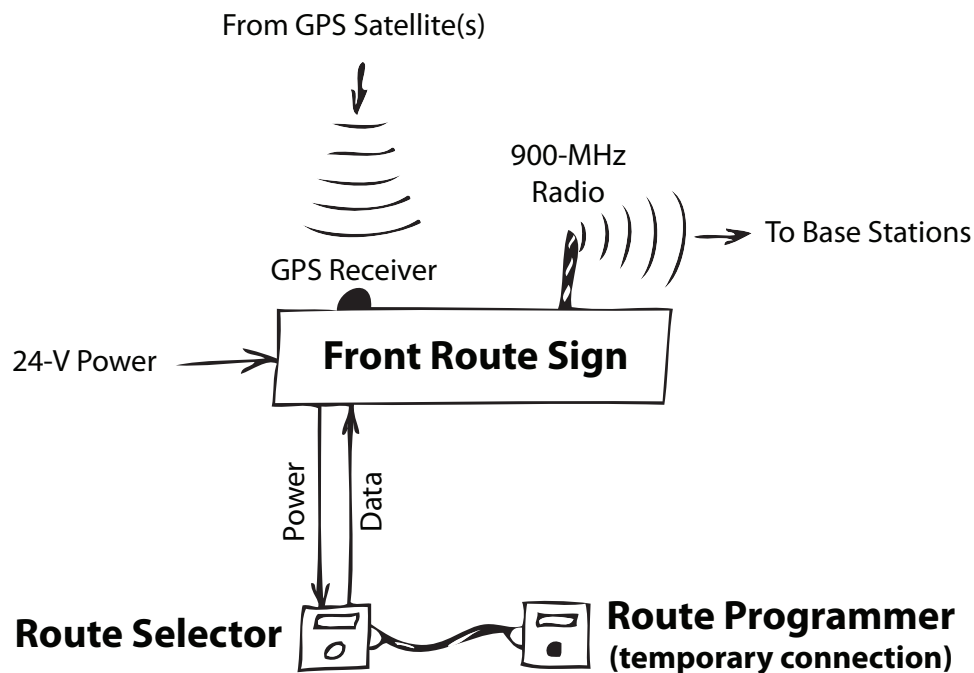 From GPS Satellite(s)
900-MHz
Radio
To Base Stations
GPS Receiver
24-V Power
Front Route Sign
Power
Data
Route Selector
Route Programmer
(temporary connection)